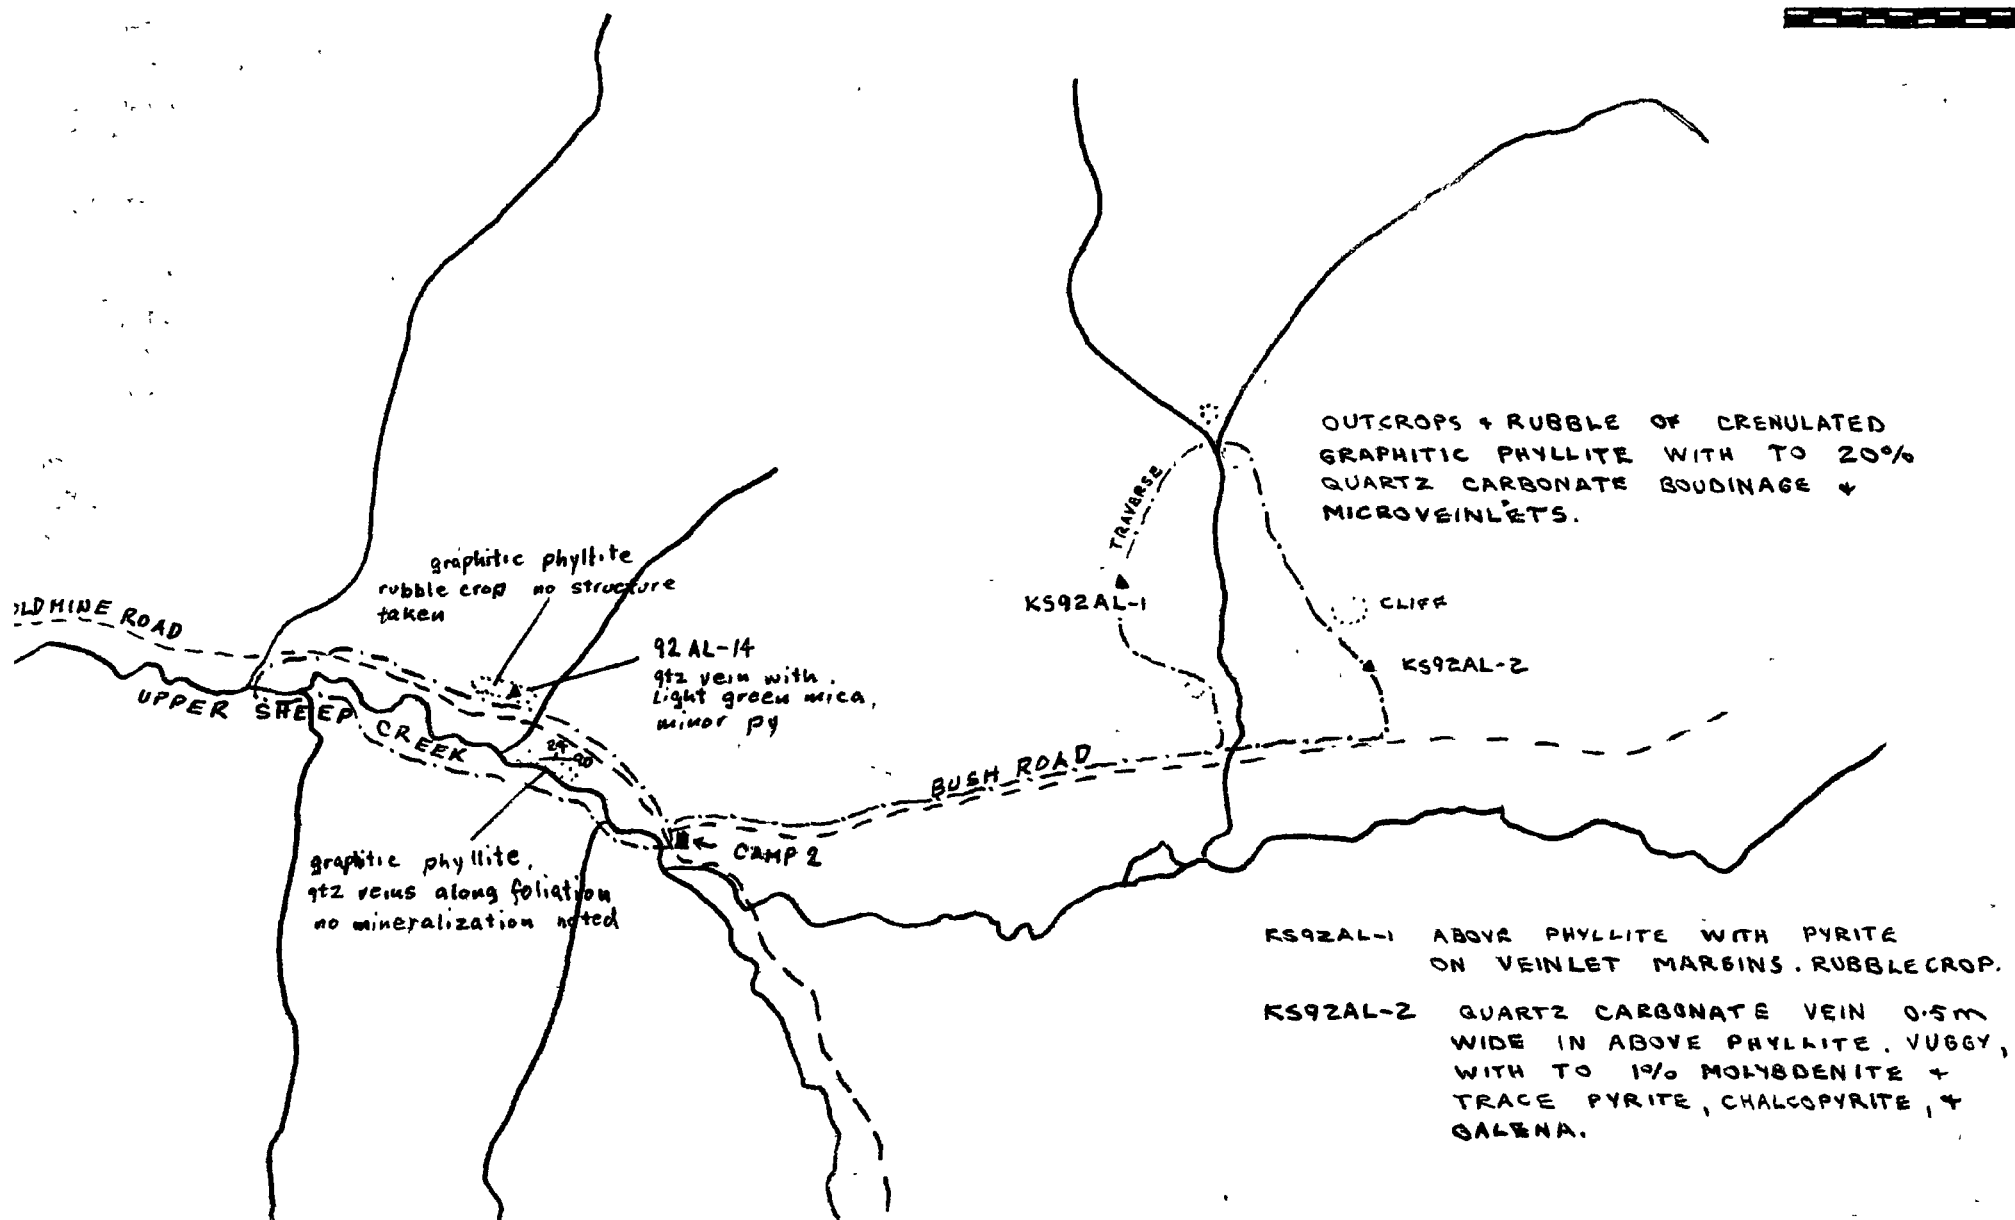 OUTCROPS + RUBBLE OF CRENULATED
GRAPHITIC PHYLLITE WITH TO 20%
QUARTZ CARBONATE BOUDINAGE +
MICROVEINLETS.
TRAVERSE
KS92AL-1
CLIFF
KS92AL-2
graphitic phyllite
rubble crop no structure
taken
OLDMINE ROAD
92 AL-14
qtz vein with
light green mica,
minor py
UPPER SHEEP CREEK
BUSH ROAD
CAMP 2
graphitic phyllite,
qtz veins along foliation
no mineralization noted
KS92AL-1 ABOVE PHYLLITE WITH PYRITE
ON VEINLET MARGINS. RUBBLECROP.
KS92AL-2 QUARTZ CARBONATE VEIN 0.5m
WIDE IN ABOVE PHYLLITE. VUGGY,
WITH TO 1% MOLYBDENITE +
TRACE PYRITE, CHALCOPYRITE, +
GALENA.